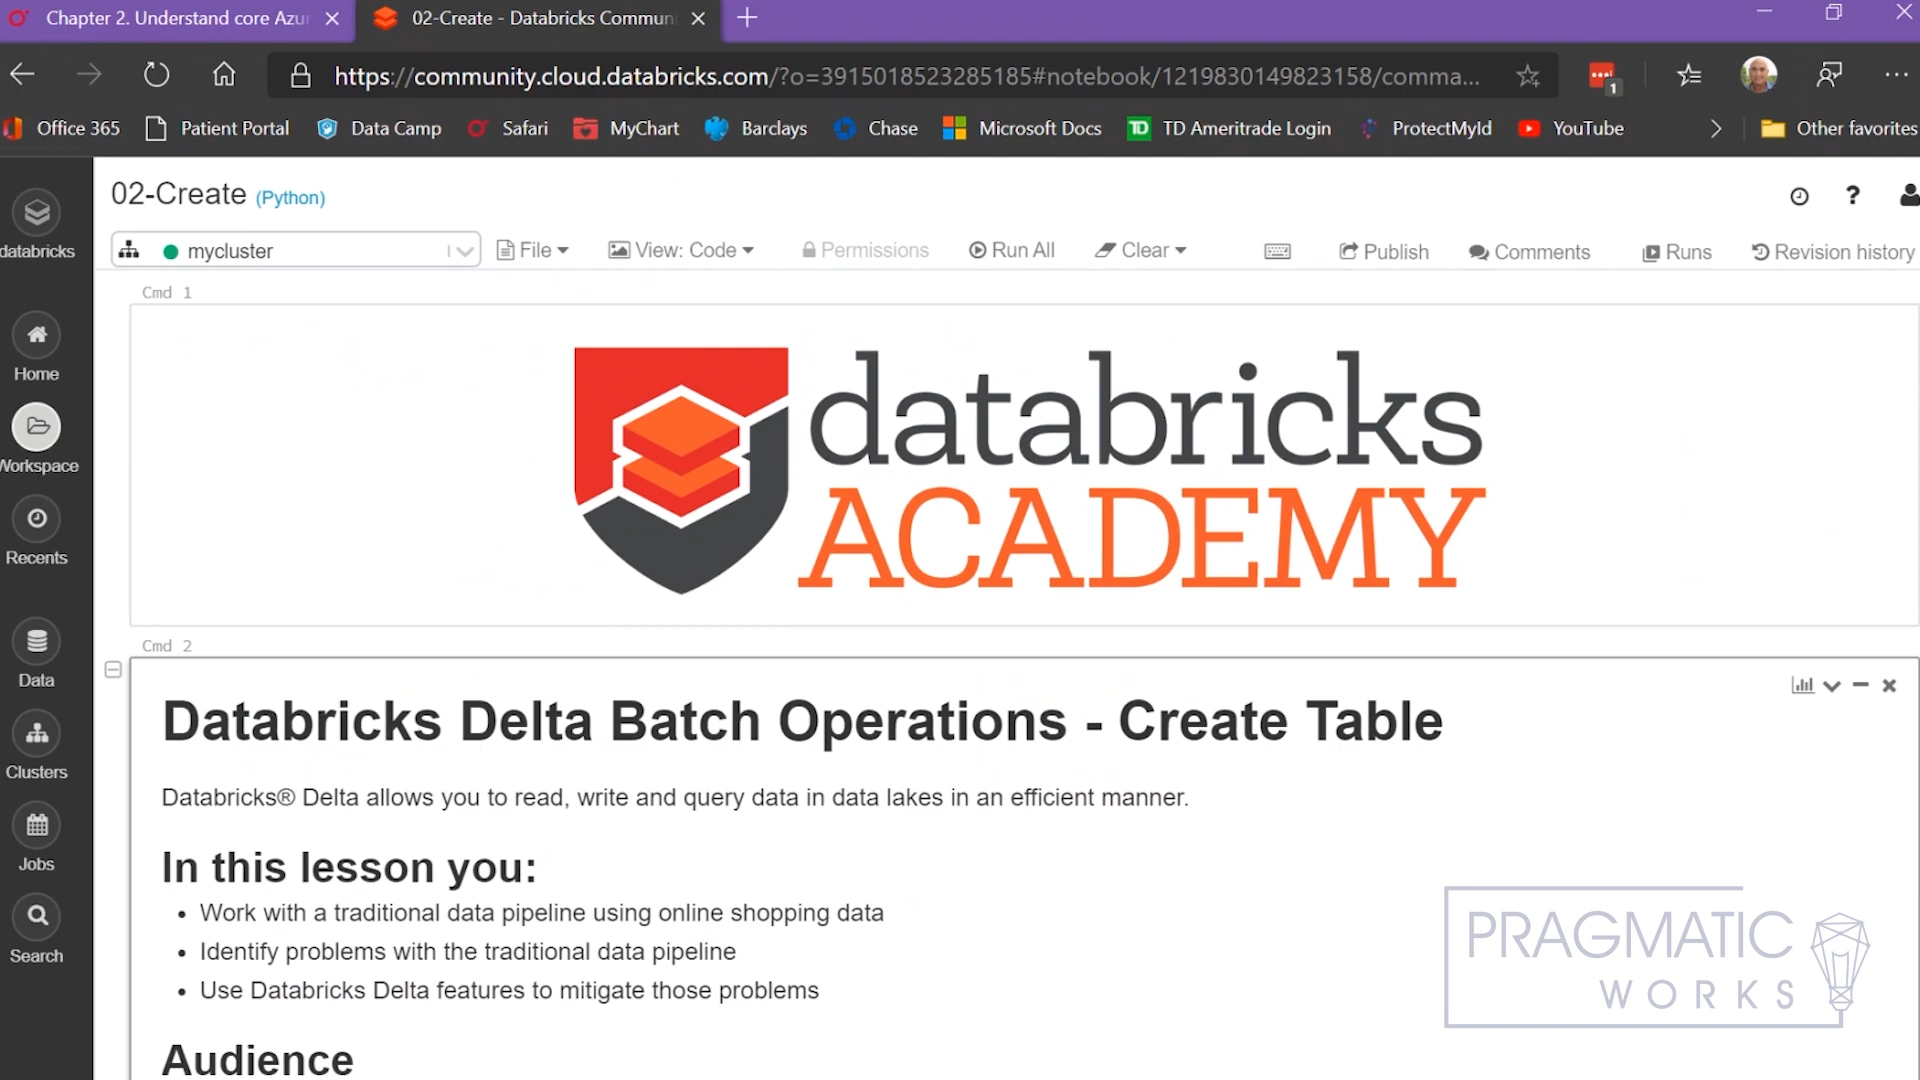 Chapter 2. Understand core Azu
02-Create - Databricks Commun
https://community.cloud.databricks.com/?o=3915018523285185#notebook/1219830149823158/comma...
1
Office 365 Patient Portal Data Camp Safari MyChart Barclays Chase Microsoft Docs TD TD Ameritrade Login ProtectMyId YouTube Other favorites
02-Create (Python)
mycluster File View: Code Permissions Run All Clear Publish Comments Runs Revision history
databricks
Home
Workspace
Recents
Data
Clusters
Jobs
Search
Cmd 1
databricks
ACADEMY
Cmd 2
Databricks Delta Batch Operations - Create Table
Databricks® Delta allows you to read, write and query data in data lakes in an efficient manner.
In this lesson you:
• Work with a traditional data pipeline using online shopping data
• Identify problems with the traditional data pipeline
• Use Databricks Delta features to mitigate those problems
Audience
PRAGMATIC
WORKS